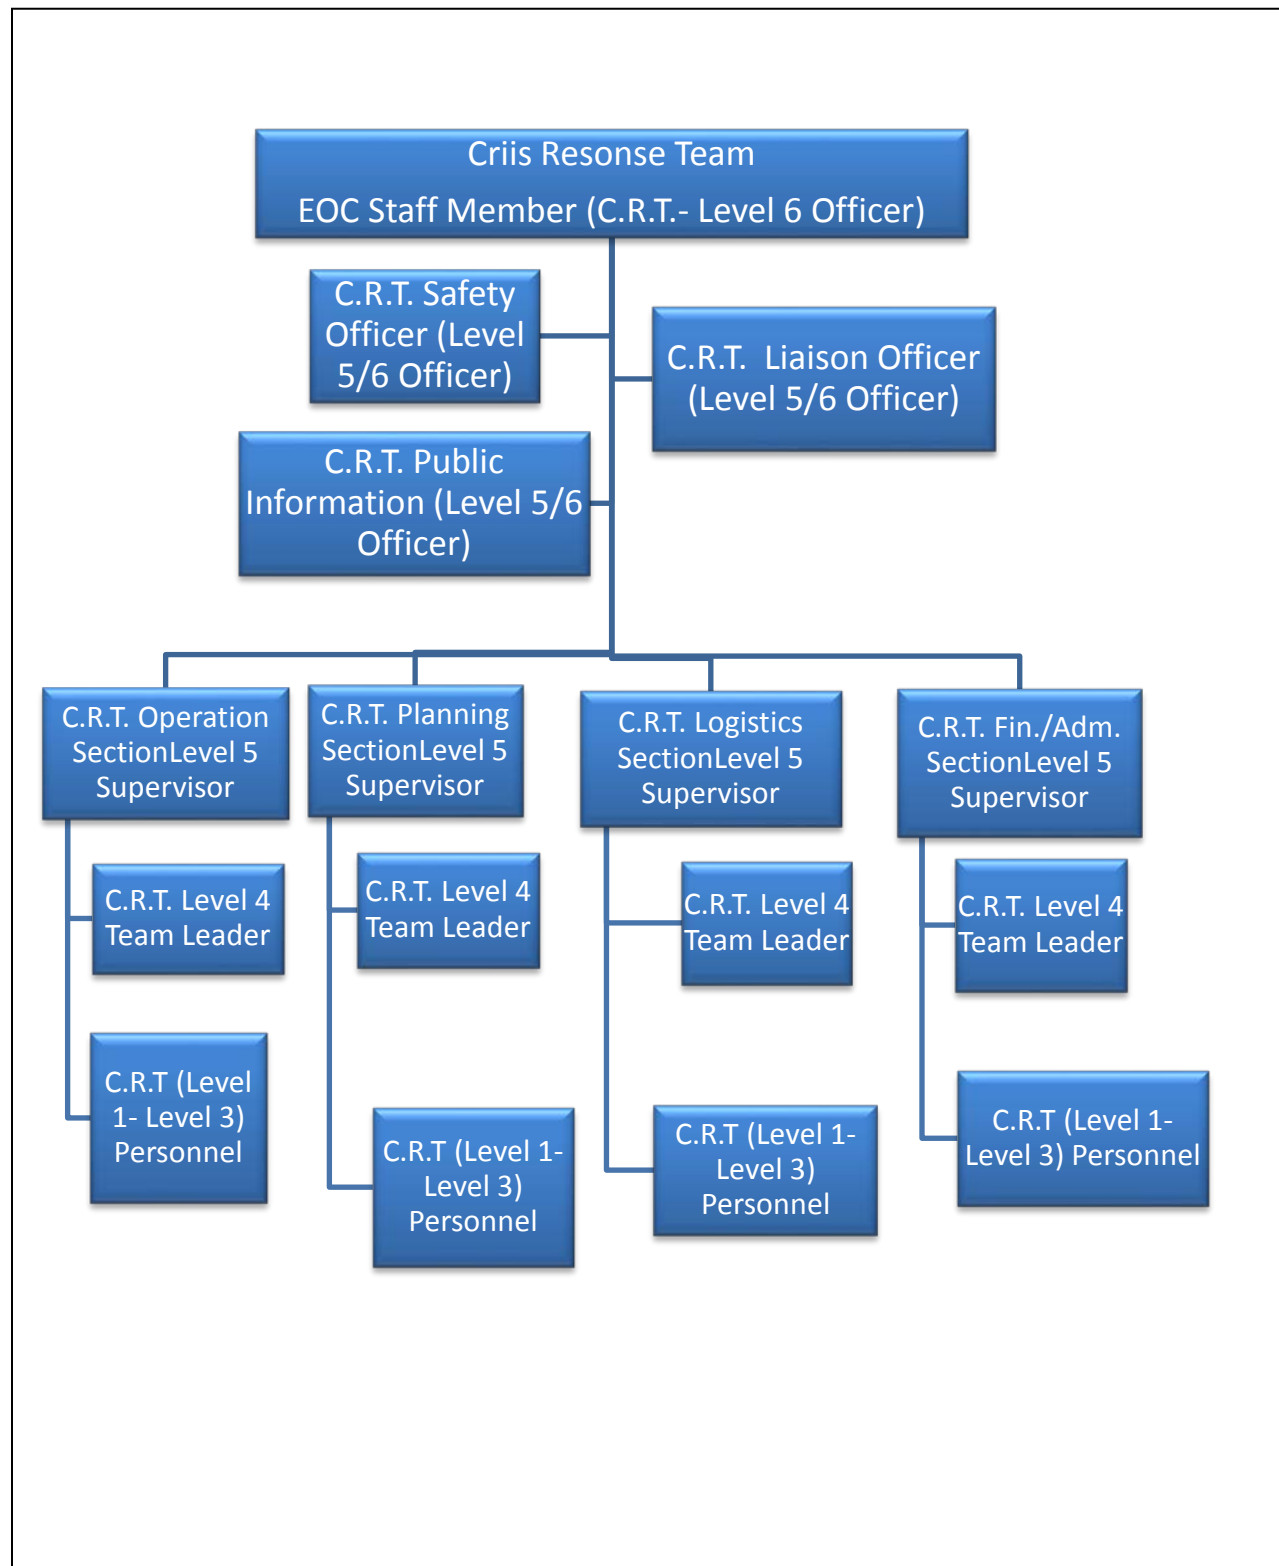 Criis Resonse Team
EOC Staff Member (C.R.T.- Level 6 Officer)
C.R.T. Safety
Officer (Level
5/6 Officer)
C.R.T.  Liaison Officer
(Level 5/6 Officer)
C.R.T. Public
Information (Level 5/6
Officer)
C.R.T. Operation
SectionLevel 5
Supervisor
C.R.T. Planning
SectionLevel 5
Supervisor
C.R.T. Logistics
SectionLevel 5
Supervisor
C.R.T. Fin./Adm.
SectionLevel 5
Supervisor
C.R.T. Level 4
Team Leader
C.R.T. Level 4
Team Leader
C.R.T. Level 4
Team Leader
C.R.T. Level 4
Team Leader
C.R.T (Level
1- Level 3)
Personnel
C.R.T (Level 1-
Level 3)
Personnel
C.R.T (Level 1-
Level 3)
Personnel
C.R.T (Level 1-
Level 3) Personnel